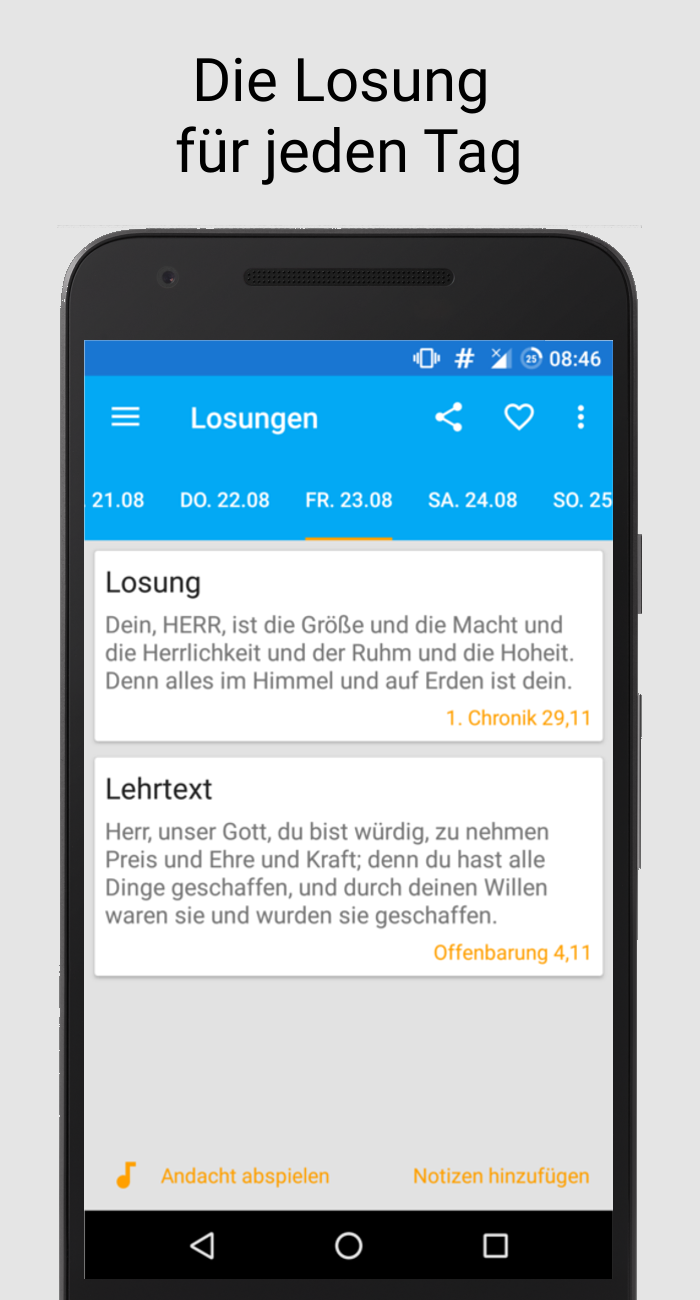 Die Losung
für jeden Tag
# 25 08:46
Losungen
21.08 DO. 22.08 FR. 23.08 SA. 24.08 SO. 25
Losung
Dein, HERR, ist die Größe und die Macht und
die Herrlichkeit und der Ruhm und die Hoheit.
Denn alles im Himmel und auf Erden ist dein.
1. Chronik 29,11
Lehrtext
Herr, unser Gott, du bist würdig, zu nehmen
Preis und Ehre und Kraft; denn du hast alle
Dinge geschaffen, und durch deinen Willen
waren sie und wurden sie geschaffen.
Offenbarung 4,11
Andacht abspielen Notizen hinzufügen